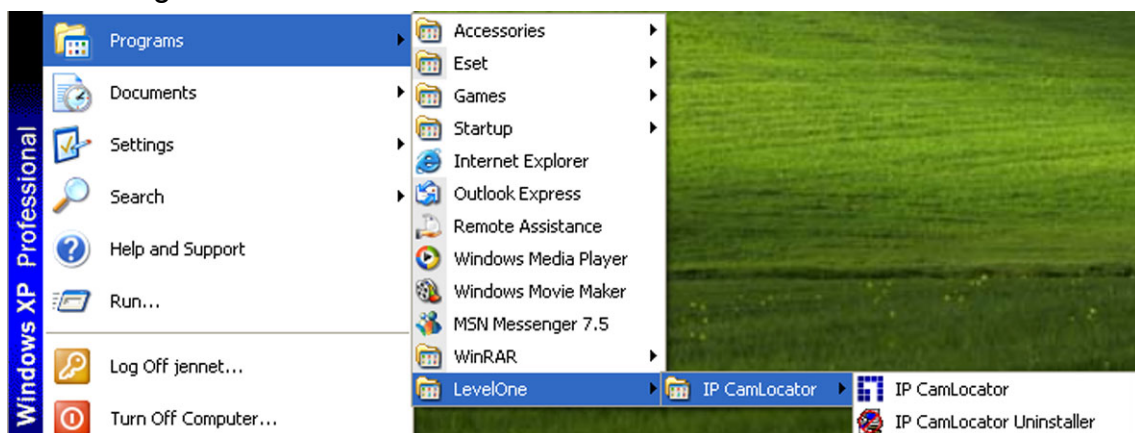 Windows XP Professional
Programs
Documents
Settings
Search
Help and Support
Run...
Log Off jennet...
Turn Off Computer...
Accessories
Eset
Games
Startup
Internet Explorer
Outlook Express
Remote Assistance
Windows Media Player
Windows Movie Maker
MSN Messenger 7.5
WinRAR
LevelOne
IP CamLocator
IP CamLocator
IP CamLocator Uninstaller